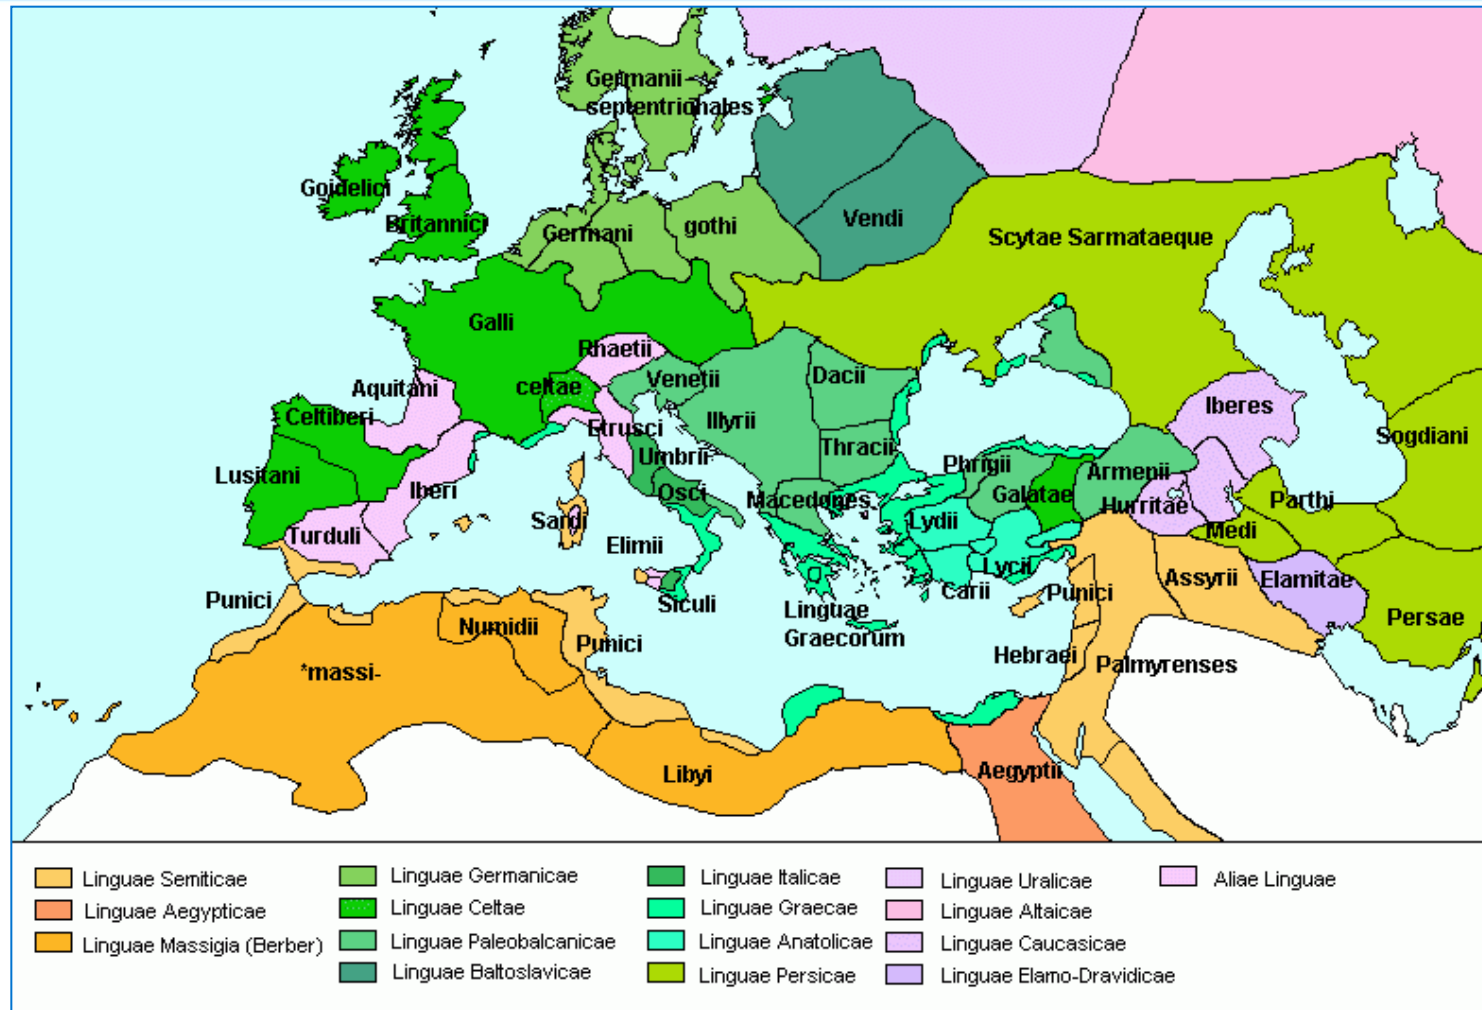 Germanii
septentrionales
Goidelici
Britannici
Germani
gothi
Vendi
Scytae Sarmataeque
Galli
Rhaetii
Aquitani
celtae
Venetii
Dacii
Celtiberi
Etrusci
Illyrii
Iberes
Sogdiani
Lusitani
Iberi
Umbrii
Thracii
Phrigii
Armenii
Osci
Macedones
Galatae
Hurritae
Parthi
Turduli
Sardi
Elimii
Lydii
Medi
Lycii
Assyrii
Elamitae
Punici
Siculi
Carii
Punici
Linguae
Graecorum
Persae
Numidii
Punici
Hebraei
Palmyrenses
*massi-
Libyi
Aegyptii
Linguae Semiticae
Linguae Aegypticae
Linguae Massigia (Berber)
Linguae Germanicae
Linguae Celtae
Linguae Paleobalcanicae
Linguae Baltoslavicae
Linguae Italicae
Linguae Graecae
Linguae Anatolicae
Linguae Persicae
Linguae Uralicae
Linguae Altaicae
Linguae Caucasicae
Linguae Elamo-Dravidicae
Aliae Linguae